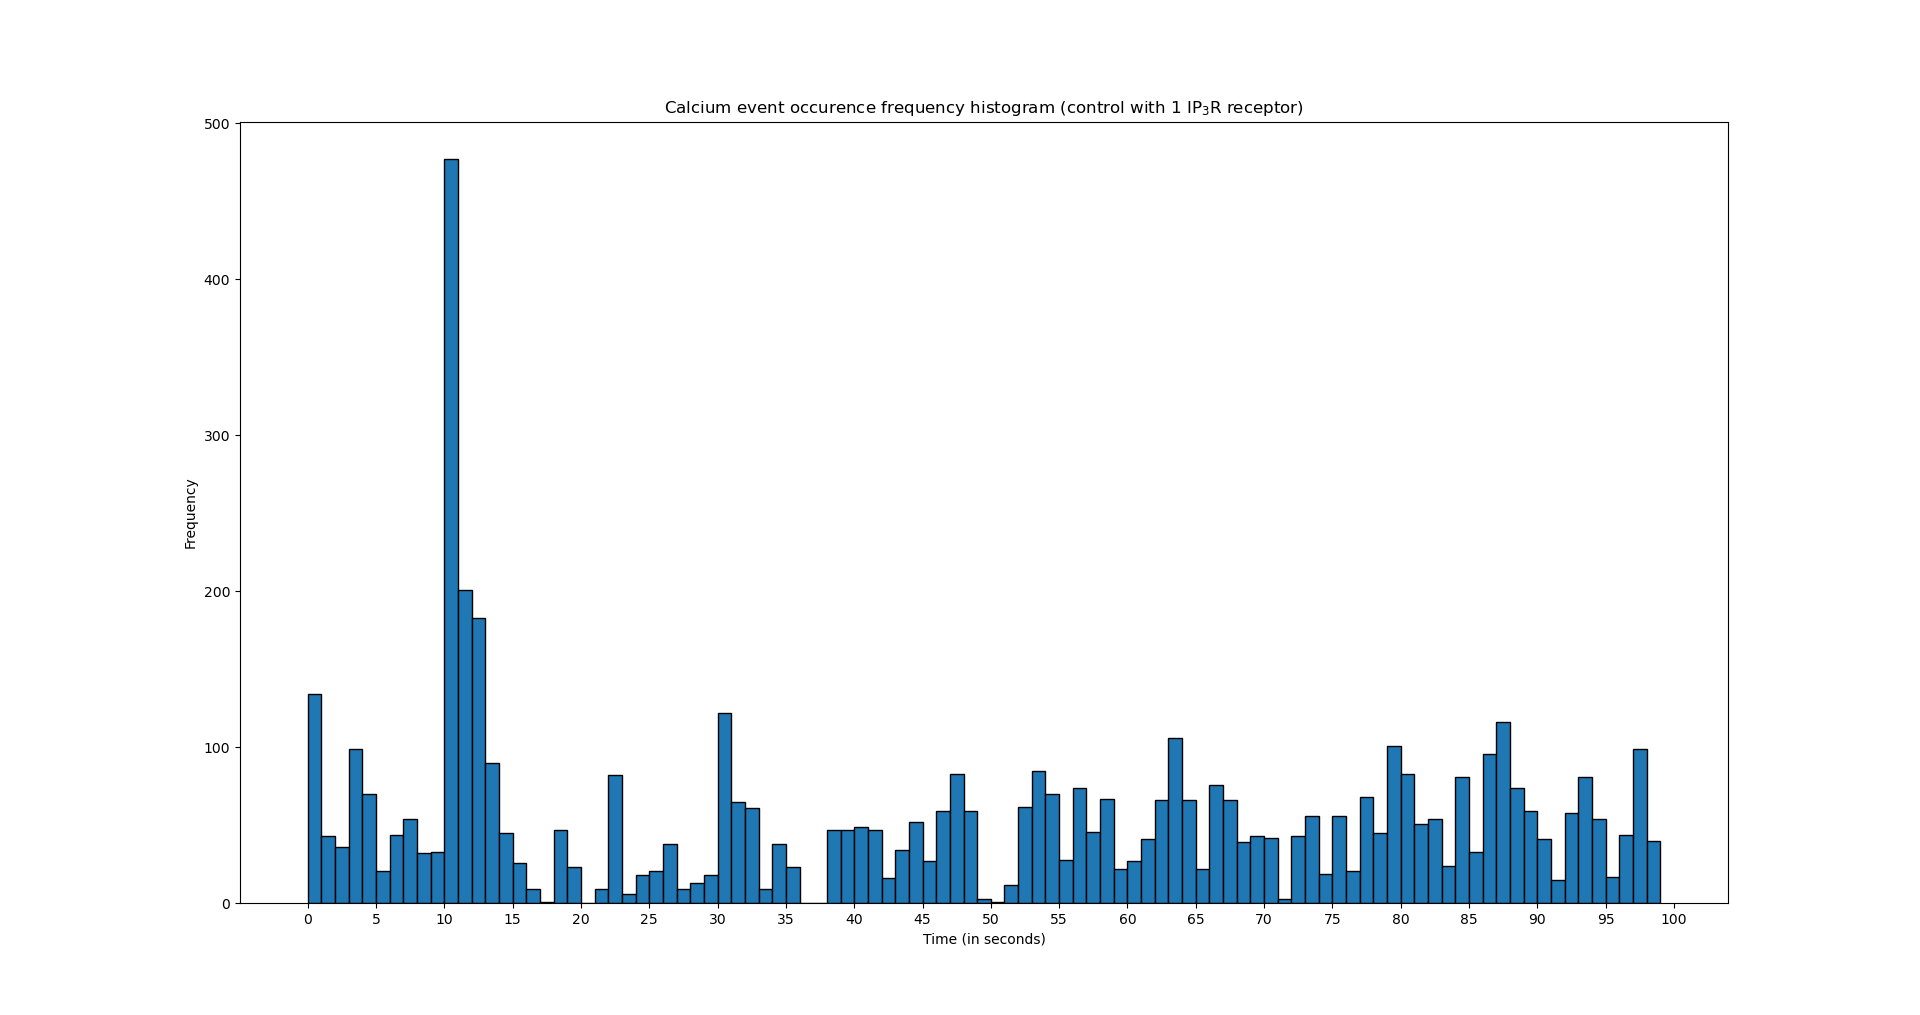 Calcium event occurence frequency histogram (control with 1 IP₃R receptor)
500
400
300
200
100
0
Frequency
0 5 10 15 20 25 30 35 40 45 50 55 60 65 70 75 80 85 90 95 100
Time (in seconds)